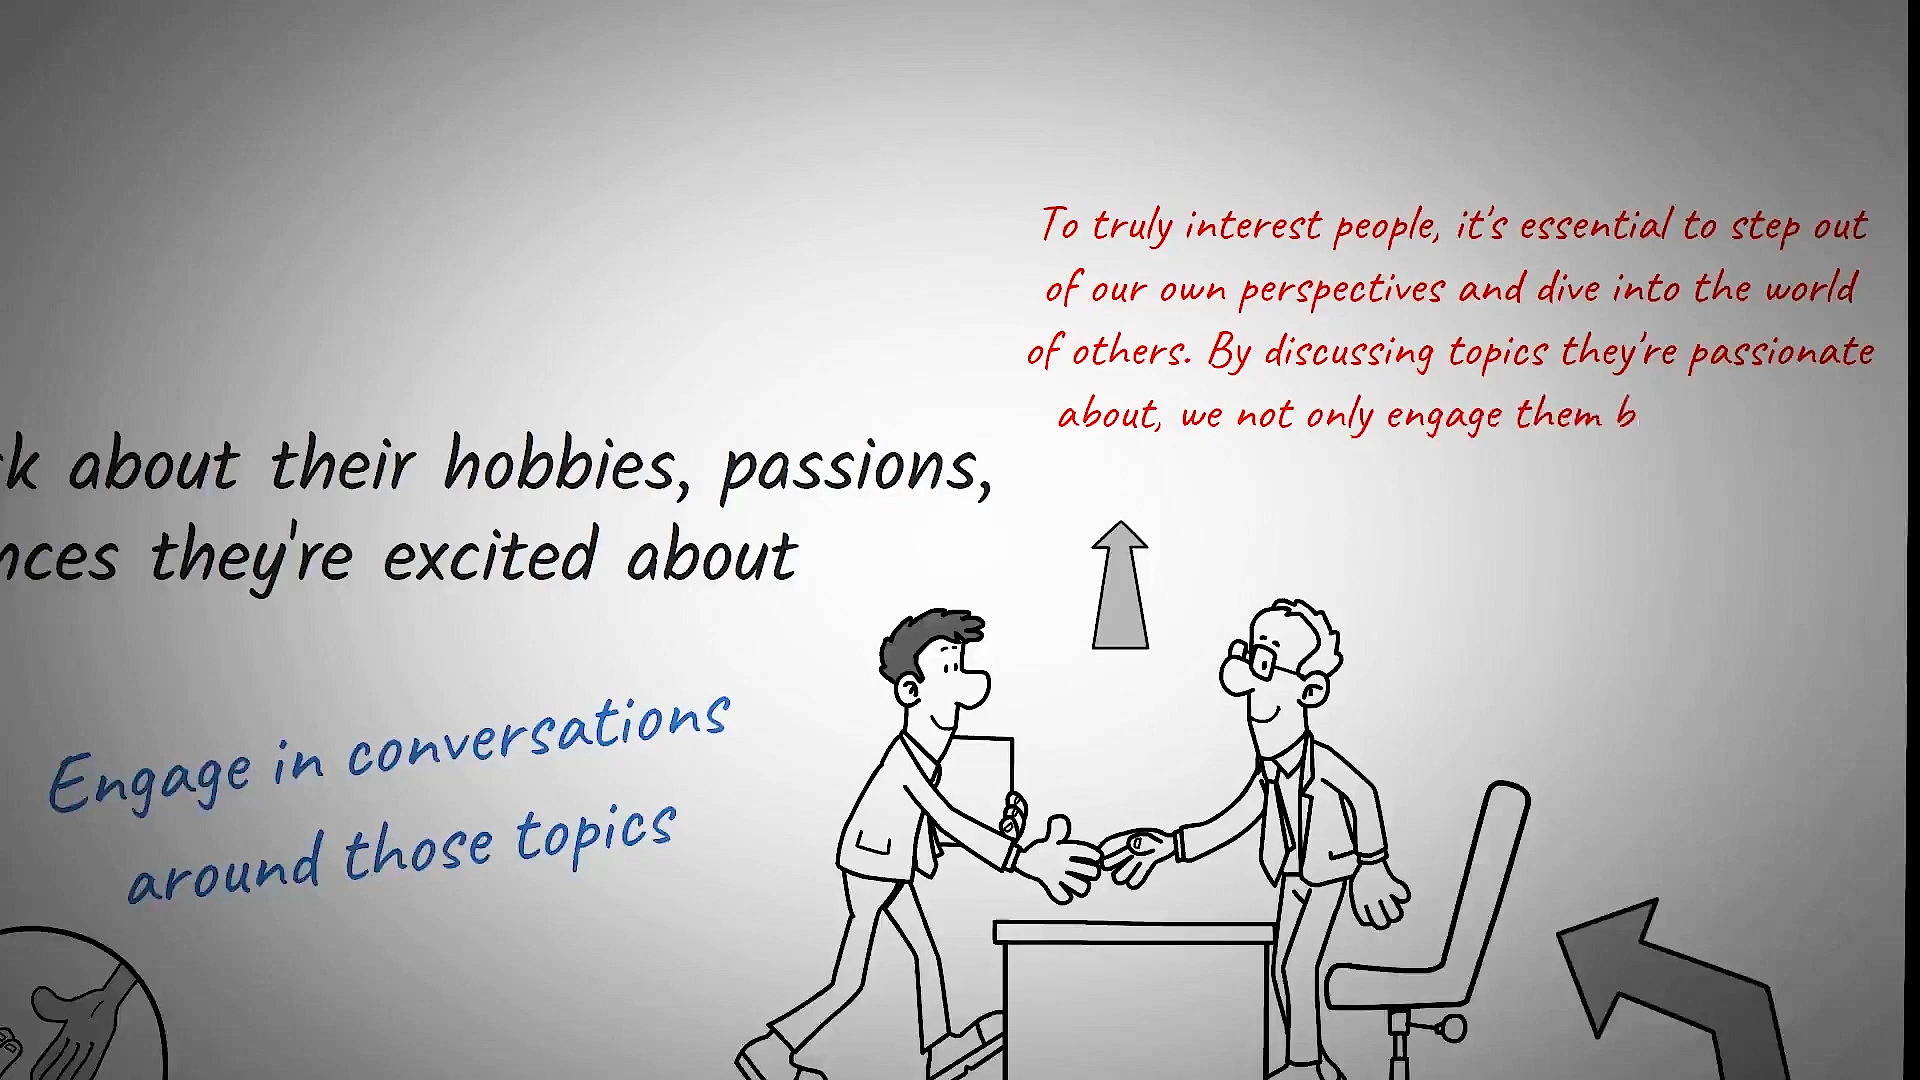 To truly interest people, it's essential to step out
of our own perspectives and dive into the world
of others. By discussing topics they're passionate
about, we not only engage them b
about their hobbies, passions,
they're excited about
Engage in conversations
around those topics